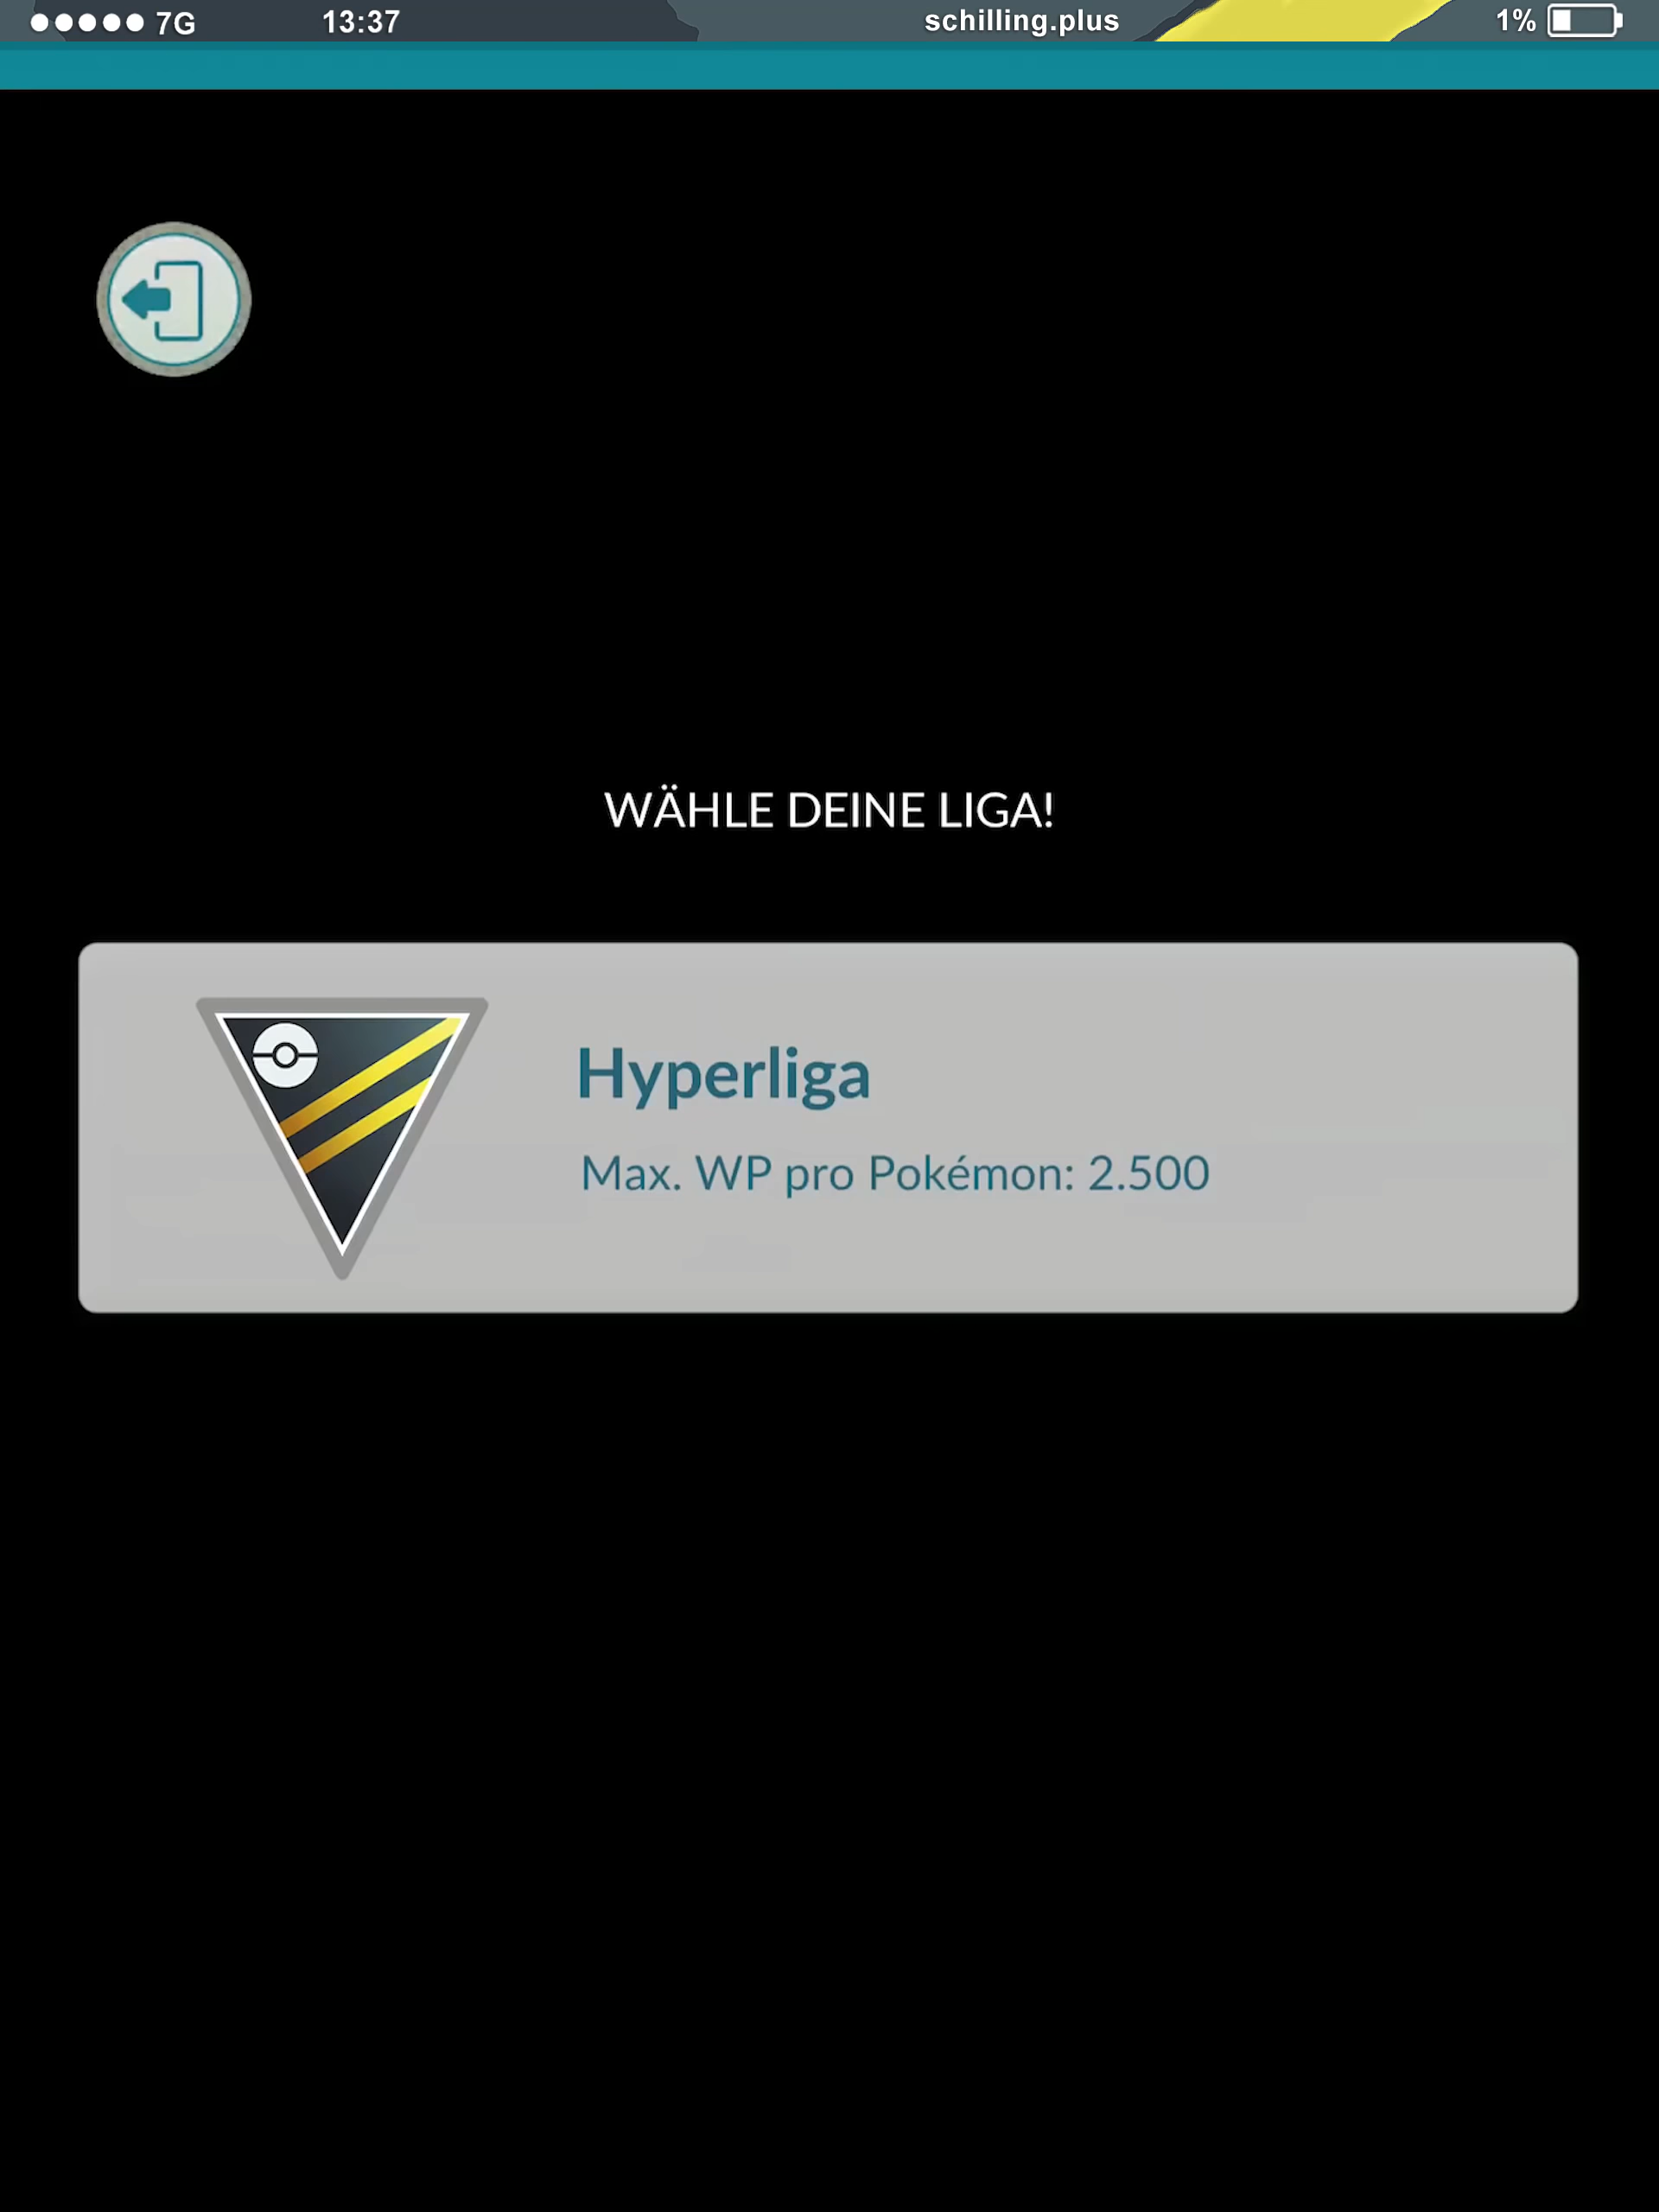 7G 13:37 schilling.plus 1%
WÄHLE DEINE LIGA!
Hyperliga
Max. WP pro Pokémon: 2.500